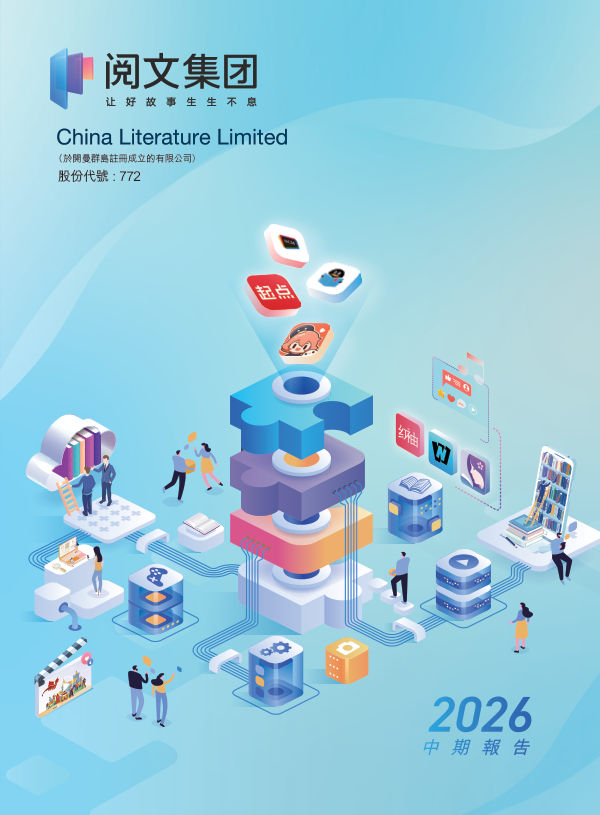 阅文集团
让好故事生生不息
China Literature Limited
（於開曼群島註冊成立的有限公司）
股份代號 : 772
起点
红袖
W
2026
中期報告